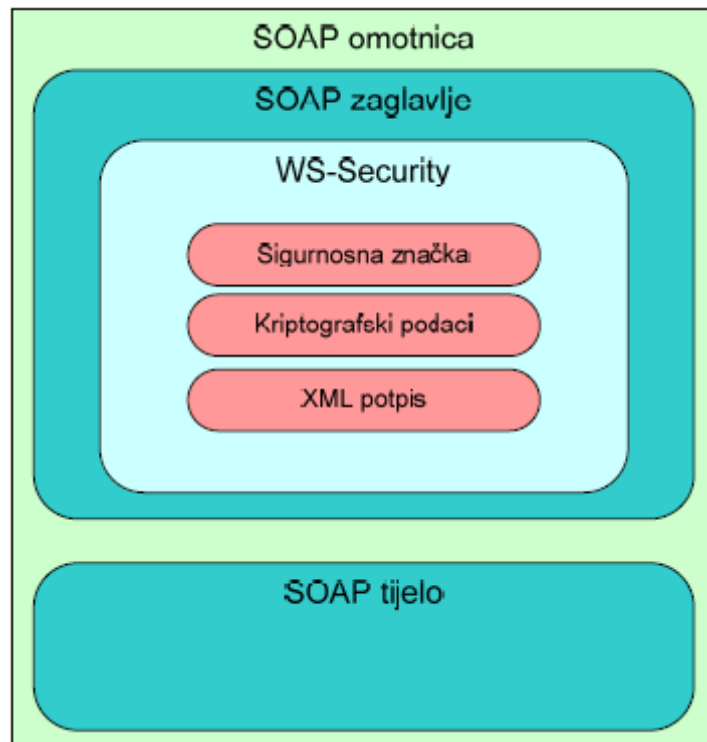 SOAP omotnica
SOAP zaglavlje
WS-Security
Sigurnosna značka
Kriptografski podaci
XML potpis
SOAP tijelo